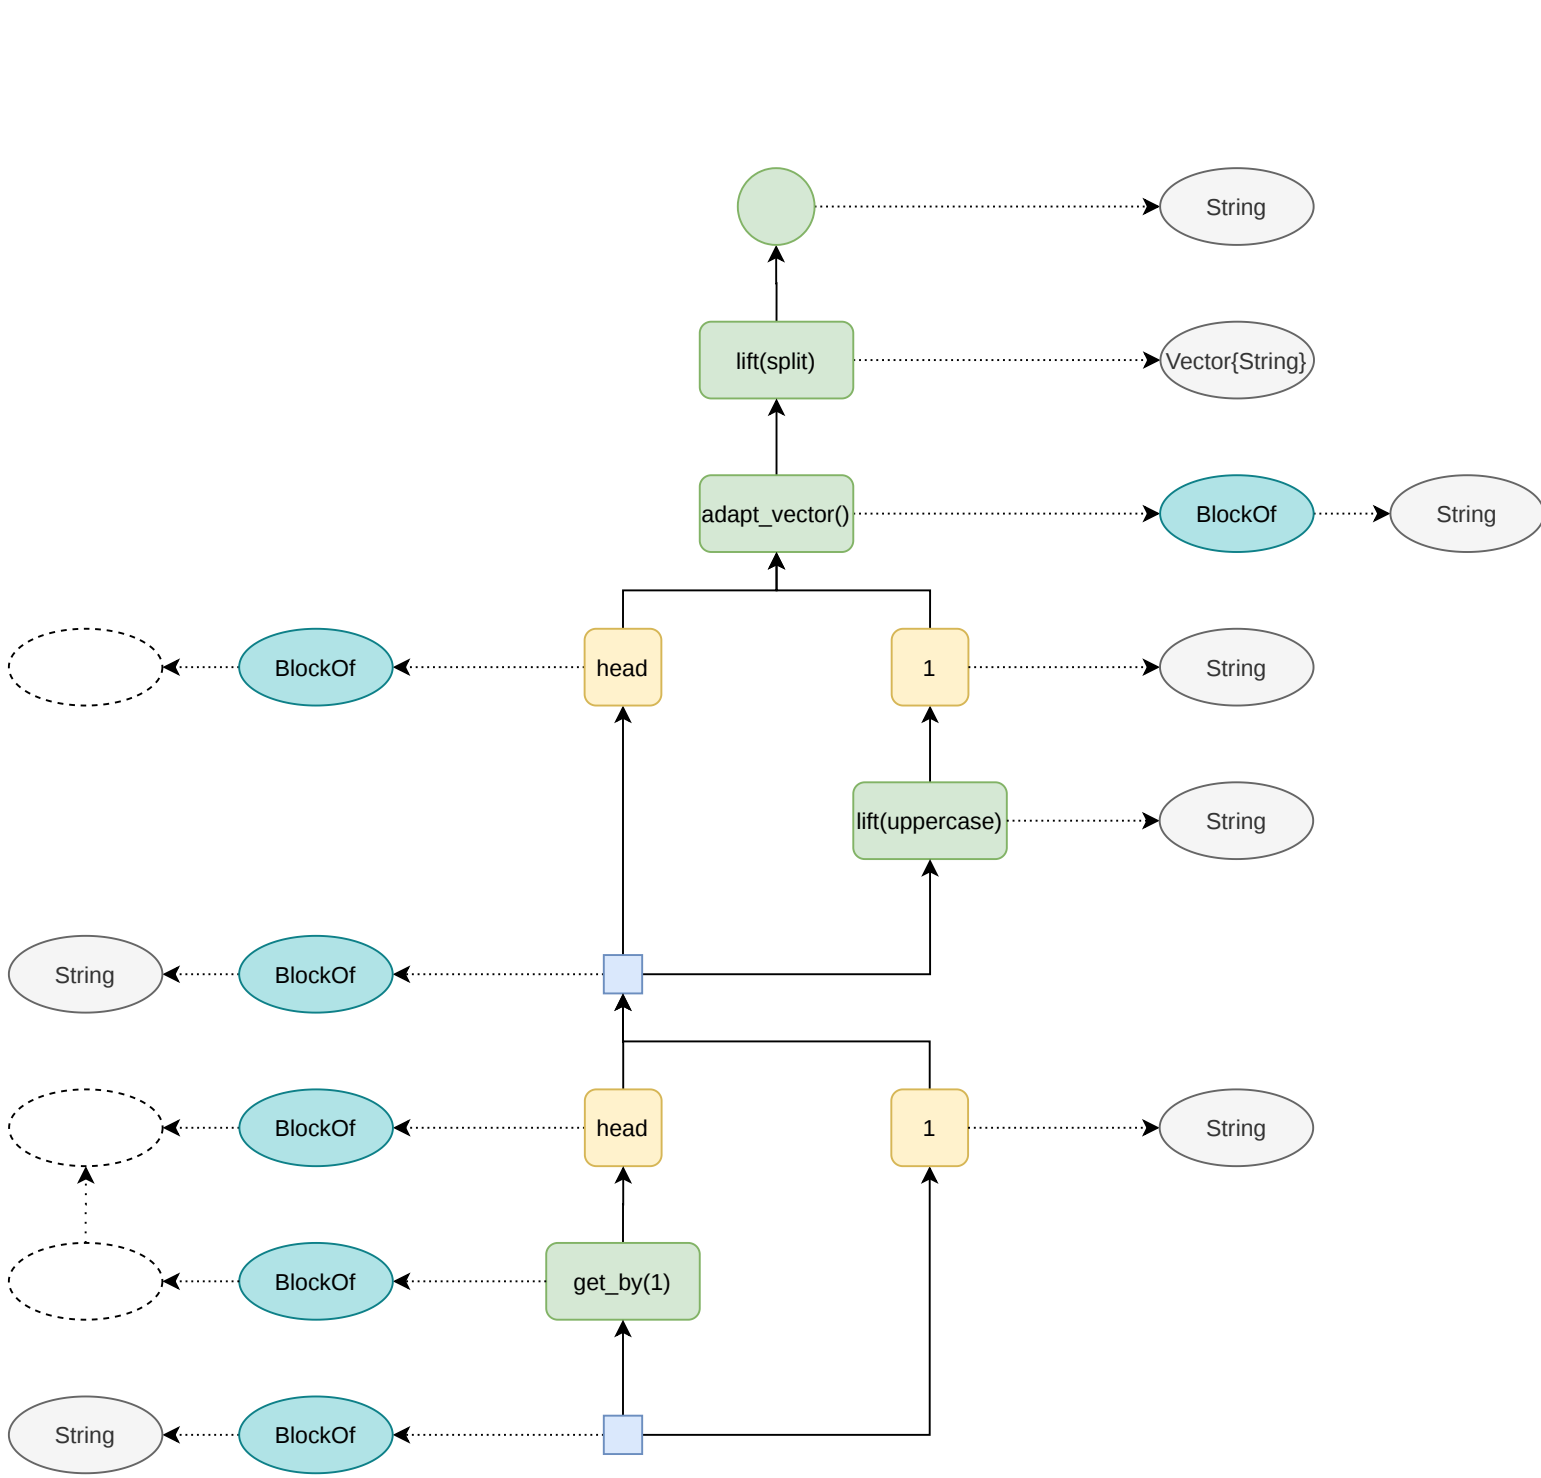 String
lift(split)
Vector{String}
adapt_vector()
BlockOf
String
BlockOf
head
1
String
lift(uppercase)
String
String
BlockOf
BlockOf
head
1
String
BlockOf
get_by(1)
String
BlockOf